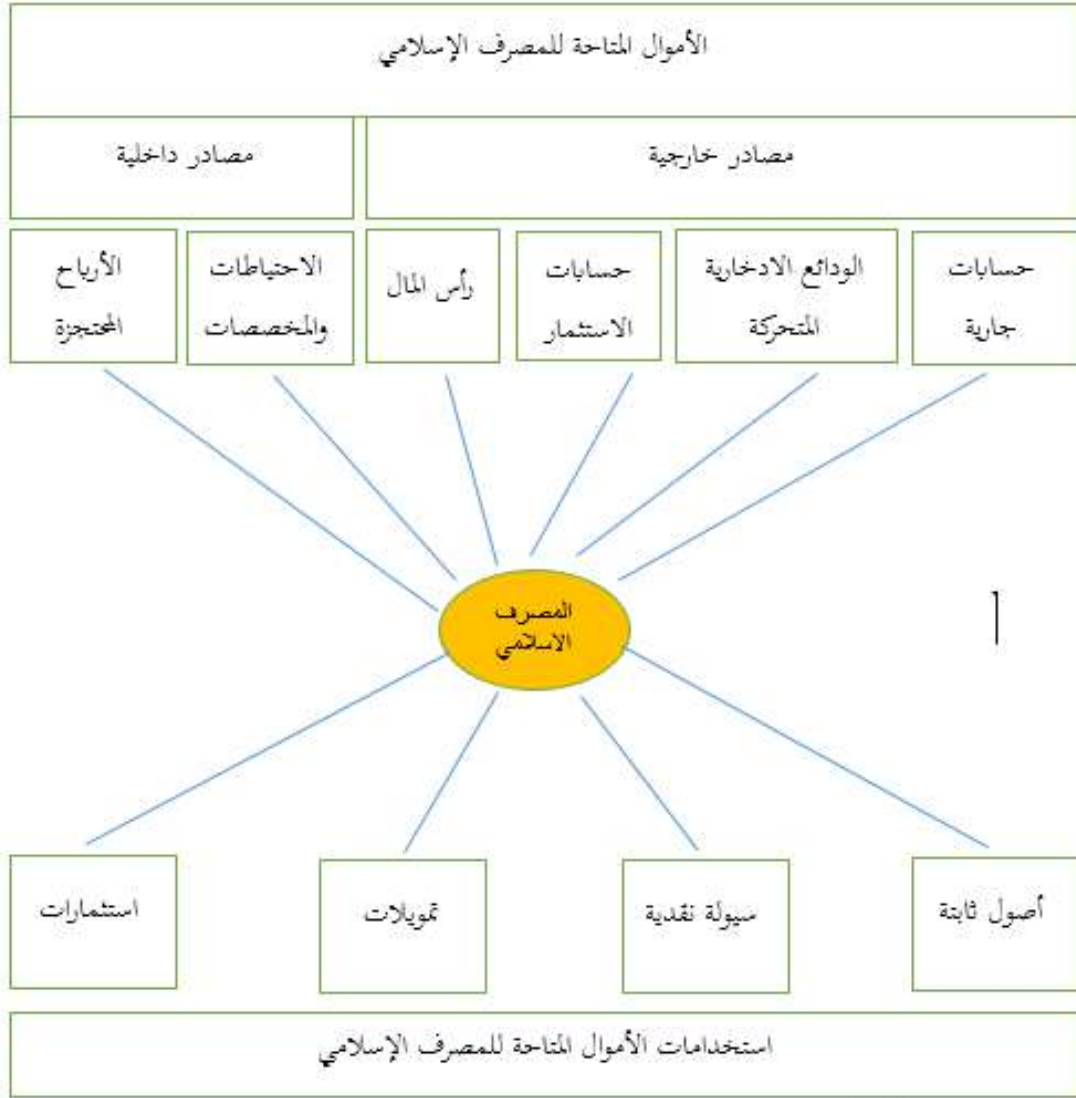 الأموال المتاحة للمصرف الإسلامي
مصادر خارجية
مصادر داخلية
حسابات
جارية
الودائع الادخارية
المتحركة
حسابات
الاستثمار
رأس المال
الاحتياطات
والمخصصات
الأرباح
المحتجزة
المصرف
الاسلامي
أ
أصول ثابتة
سيولة نقدية
تمويلات
استثمارات
استخدامات الأموال المتاحة للمصرف الإسلامي